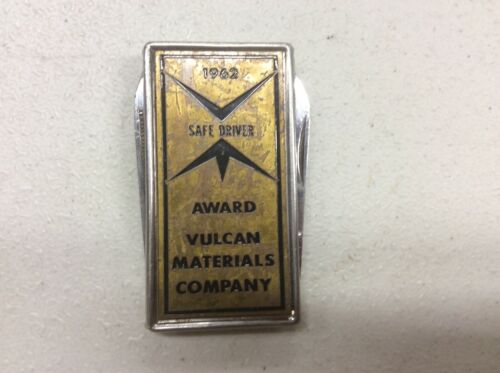 1962
SAFE DRIVER
AWARD
VULCAN
MATERIALS
COMPANY